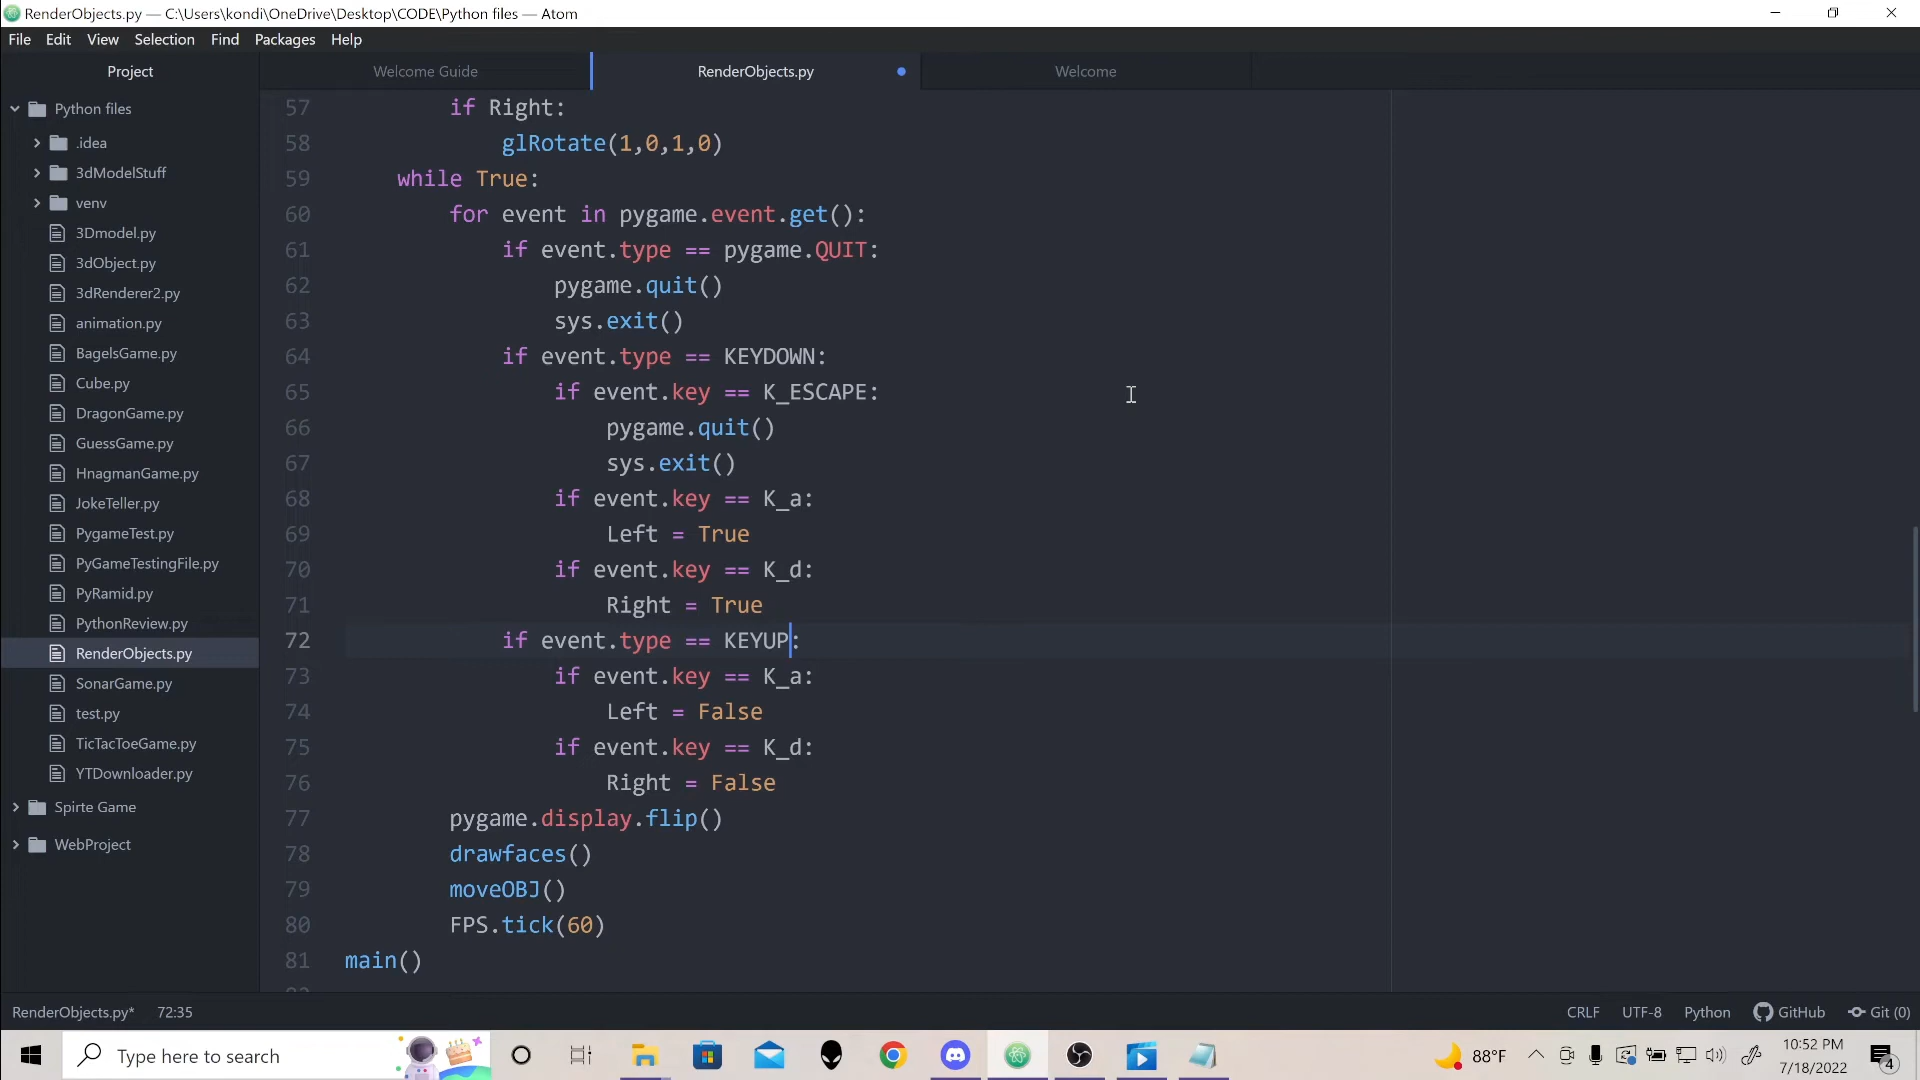 RenderObjects.py — C:\Users\kondi\OneDrive\Desktop\CODE\Python files — Atom
File Edit View Selection Find Packages Help
Project
Welcome Guide
RenderObjects.py
Welcome
Python files
.idea
3dModelStuff
venv
3Dmodel.py
3dObject.py
3dRenderer2.py
animation.py
BagelsGame.py
Cube.py
DragonGame.py
GuessGame.py
HnagmanGame.py
JokeTeller.py
PygameTest.py
PyGameTestingFile.py
PyRamid.py
PythonReview.py
RenderObjects.py
SonarGame.py
test.py
TicTacToeGame.py
YTDownloader.py
Spirte Game
WebProject
57 if Right:
58 glRotate(1,0,1,0)
59 while True:
60 for event in pygame.event.get():
61 if event.type == pygame.QUIT:
62 pygame.quit()
63 sys.exit()
64 if event.type == KEYDOWN:
65 if event.key == K_ESCAPE:
66 pygame.quit()
67 sys.exit()
68 if event.key == K_a:
69 Left = True
70 if event.key == K_d:
71 Right = True
72 if event.type == KEYUP:
73 if event.key == K_a:
74 Left = False
75 if event.key == K_d:
76 Right = False
77 pygame.display.flip()
78 drawfaces()
79 moveOBJ()
80 FPS.tick(60)
81 main()
RenderObjects.py* 72:35
CRLF UTF-8 Python GitHub Git (0)
Type here to search
88°F
10:52 PM
7/18/2022
4